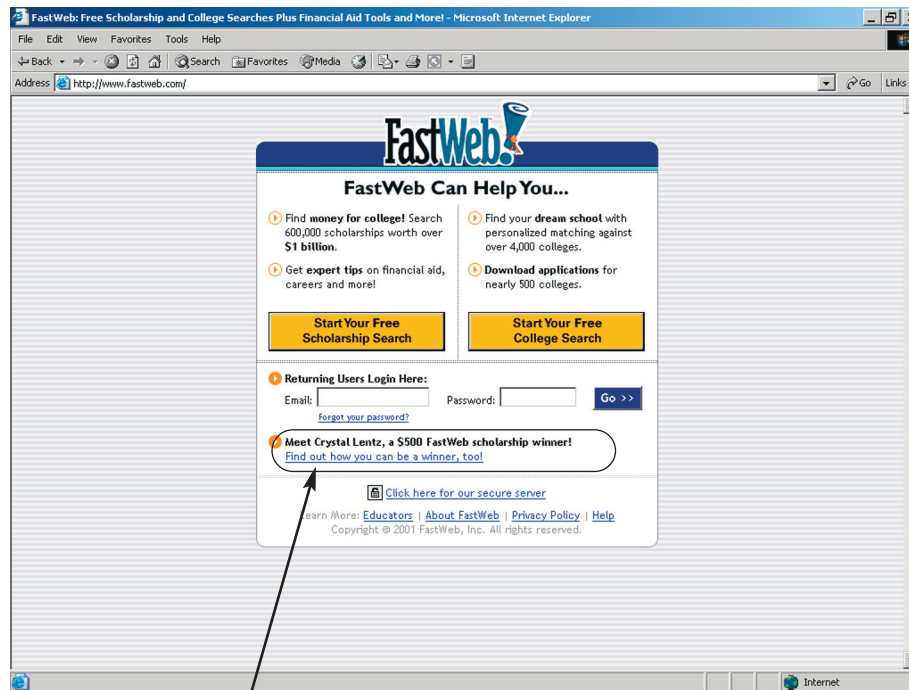 FastWeb: Free Scholarship and College Searches Plus Financial Aid Tools and More! - Microsoft Internet Explorer
File Edit View Favorites Tools Help
Back Search Favorites Media
Address http://www.fastweb.com/ Go Links
FastWeb!
FastWeb Can Help You...
Find money for college! Search
600,000 scholarships worth over
$1 billion.
Get expert tips on financial aid,
careers and more!
Start Your Free
Scholarship Search
Find your dream school with
personalized matching against
over 4,000 colleges.
Download applications for
nearly 500 colleges.
Start Your Free
College Search
Returning Users Login Here:
Email: Password: Go >>
Forgot your password?
Meet Crystal Lentz, a $500 FastWeb scholarship winner!
Find out how you can be a winner, too!
Click here for our secure server
Learn More: Educators | About FastWeb | Privacy Policy | Help
Copyright © 2001 FastWeb, Inc. All rights reserved.
Internet